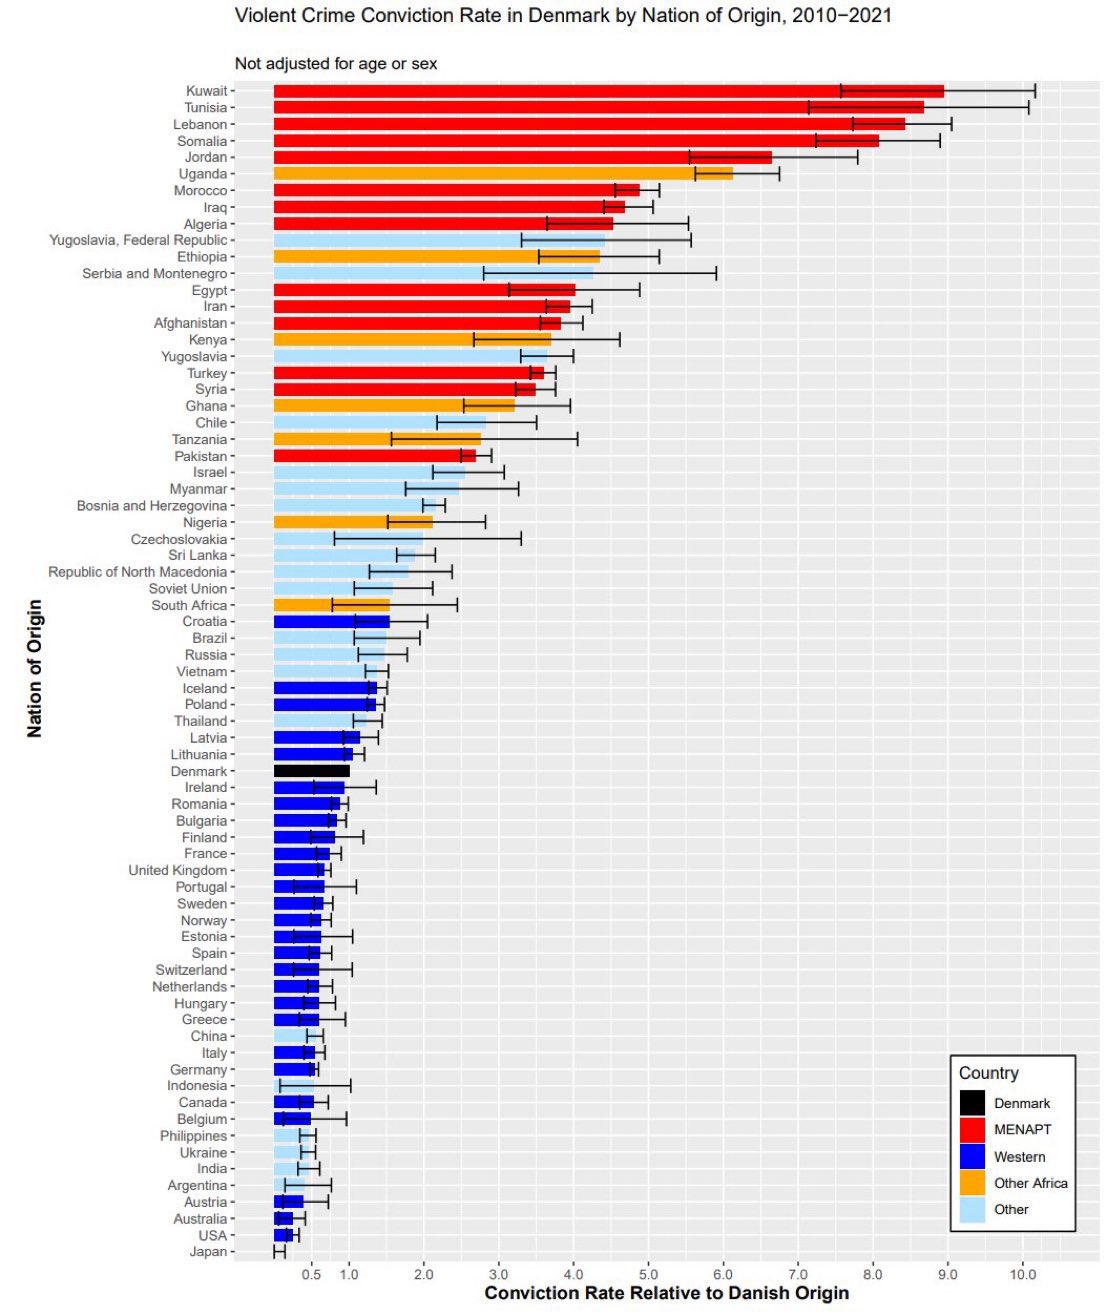 Violent Crime Conviction Rate in Denmark by Nation of Origin, 2010−2021
Not adjusted for age or sex
Nation of Origin
Kuwait
Tunisia
Lebanon
Somalia
Jordan
Uganda
Morocco
Iraq
Algeria
Yugoslavia, Federal Republic
Ethiopia
Serbia and Montenegro
Egypt
Iran
Afghanistan
Kenya
Yugoslavia
Turkey
Syria
Ghana
Chile
Tanzania
Pakistan
Israel
Myanmar
Bosnia and Herzegovina
Nigeria
Czechoslovakia
Sri Lanka
Republic of North Macedonia
Soviet Union
South Africa
Croatia
Brazil
Russia
Vietnam
Iceland
Poland
Thailand
Latvia
Lithuania
Denmark
Ireland
Romania
Bulgaria
Finland
France
United Kingdom
Portugal
Sweden
Norway
Estonia
Spain
Switzerland
Netherlands
Hungary
Greece
China
Italy
Germany
Indonesia
Canada
Belgium
Philippines
Ukraine
India
Argentina
Austria
Australia
USA
Japan
Country
Denmark
MENAPT
Western
Other Africa
Other
0.5 1.0 2.0 3.0 4.0 5.0 6.0 7.0 8.0 9.0 10.0
Conviction Rate Relative to Danish Origin